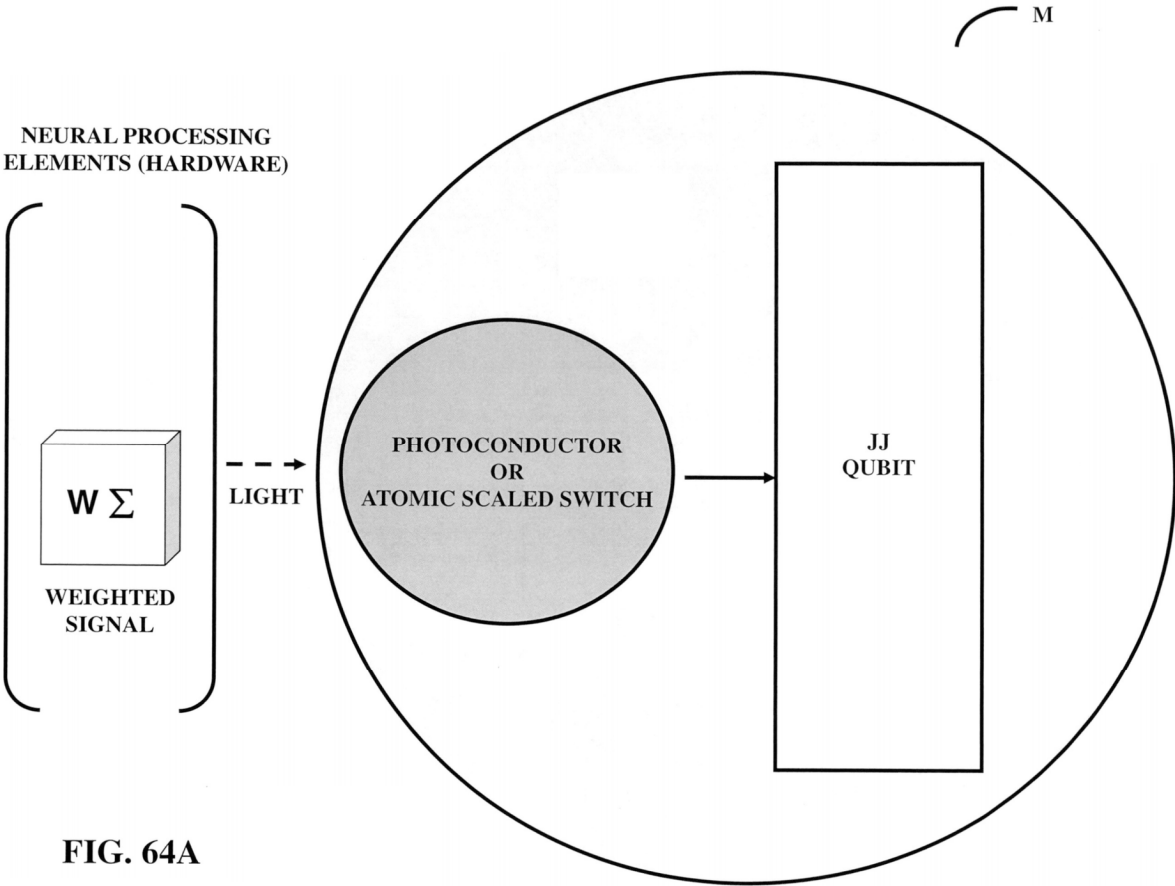 M
NEURAL PROCESSING
ELEMENTS (HARDWARE)
W Σ
WEIGHTED
SIGNAL
LIGHT
PHOTOCONDUCTOR
OR
ATOMIC SCALED SWITCH
JJ
QUBIT
FIG. 64A